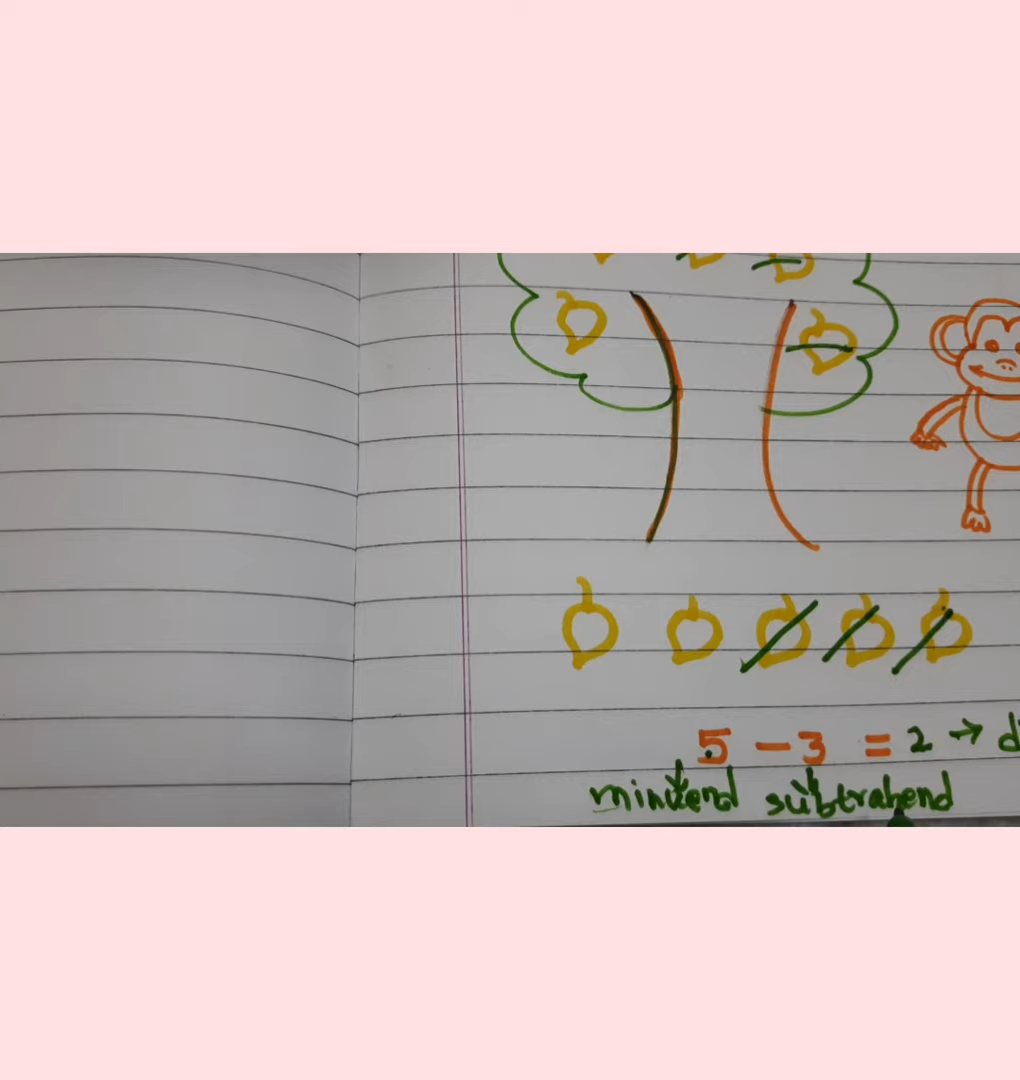 5 - 3 = 2 → d
minuend subtrahend